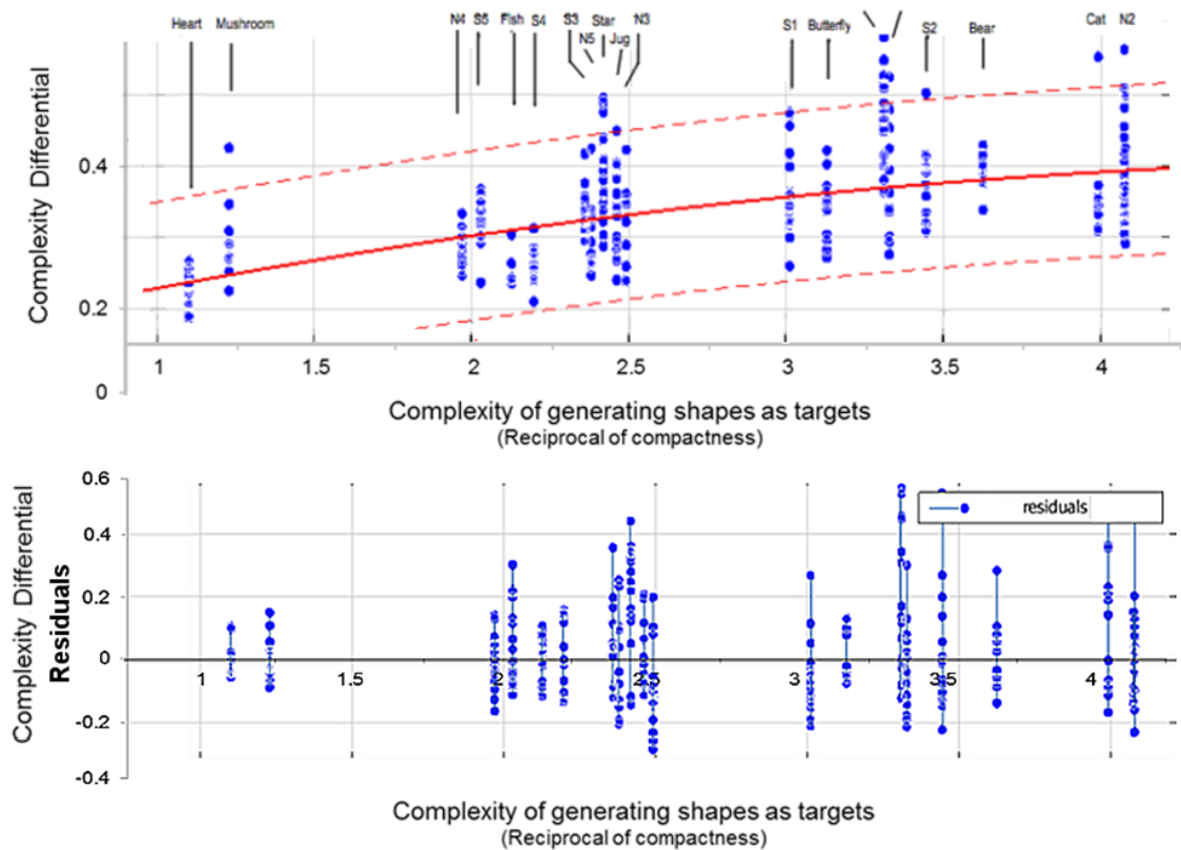 Heart Mushroom N4 S5 Fish S4 S3 Star N3 S1 Butterfly S2 Bear Cat N2
N5 Jug
Complexity Differential
0.4
0.2
0
1 1.5 2 2.5 3 3.5 4
Complexity of generating shapes as targets
(Reciprocal of compactness)
Complexity Differential
Residuals
0.6
0.4
0.2
0
-0.2
-0.4
residuals
1 1.5 2 2.5 3 3.5 4
Complexity of generating shapes as targets
(Reciprocal of compactness)